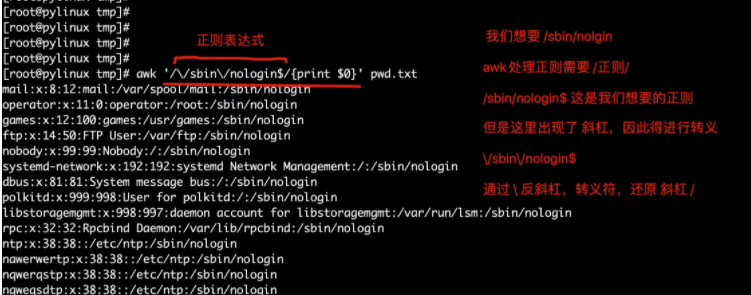 [root@pylinux tmp]#
[root@pylinux tmp]#
[root@pylinux tmp]#
[root@pylinux tmp]#
[root@pylinux tmp]#
正则表达式
[root@pylinux tmp]# awk '/\/sbin\/nologin$/{print $0}' pwd.txt
mail:x:8:12:mail:/var/spool/mail:/sbin/nologin
operator:x:11:0:operator:/root:/sbin/nologin
games:x:12:100:games:/usr/games:/sbin/nologin
ftp:x:14:50:FTP User:/var/ftp:/sbin/nologin
nobody:x:99:99:Nobody:/:/sbin/nologin
systemd-network:x:192:192:systemd Network Management:/:/sbin/nologin
dbus:x:81:81:System message bus:/:/sbin/nologin
polkitd:x:999:998:User for polkitd:/:/sbin/nologin
libstoragemgmt:x:998:997:daemon account for libstoragemgmt:/var/run/lsm:/sbin/nologin
rpc:x:32:32:Rpcbind Daemon:/var/lib/rpcbind:/sbin/nologin
ntp:x:38:38::/etc/ntp:/sbin/nologin
nawerwertp:x:38:38::/etc/ntp:/sbin/nologin
nqwerqstp:x:38:38::/etc/ntp:/sbin/nologin
nqwegsdtp:x:38:38::/etc/ntp:/sbin/nologin
我们想要 /sbin/nolgin
awk处理正则需要 /正则/
/sbin/nologin$ 这是我们想要的正则
但是这里出现了 斜杠，因此得进行转义
\/sbin\/nologin$
通过 \ 反斜杠，转义符，还原 斜杠 /